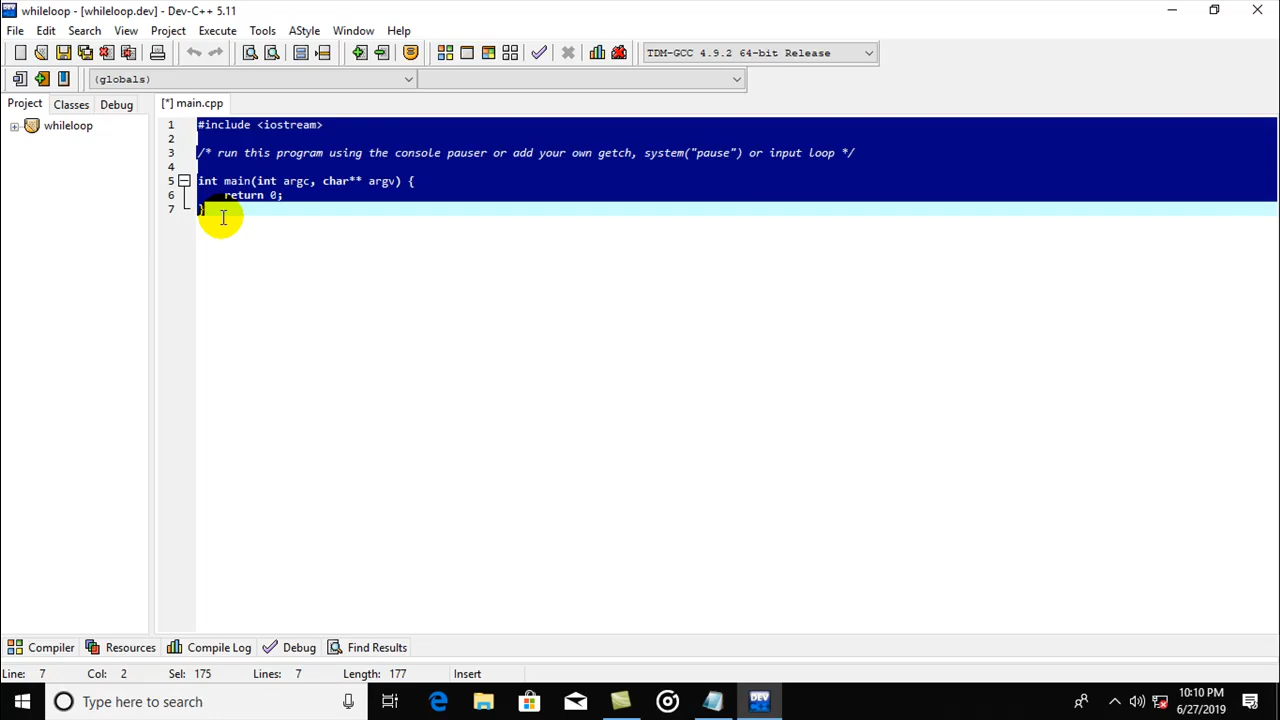 whileloop - [whileloop.dev] - Dev-C++ 5.11
File Edit Search View Project Execute Tools AStyle Window Help
TDM-GCC 4.9.2 64-bit Release
(globals)
Project Classes Debug [*] main.cpp
whileloop
1 #include <iostream>
2
3 /* run this program using the console pauser or add your own getch, system("pause") or input loop */
4
5 int main(int argc, char** argv) {
6 return 0;
7 }
Compiler Resources Compile Log Debug Find Results
Line: 7 Col: 2 Sel: 175 Lines: 7 Length: 177 Insert
Type here to search
DEV
10:10 PM
6/27/2019